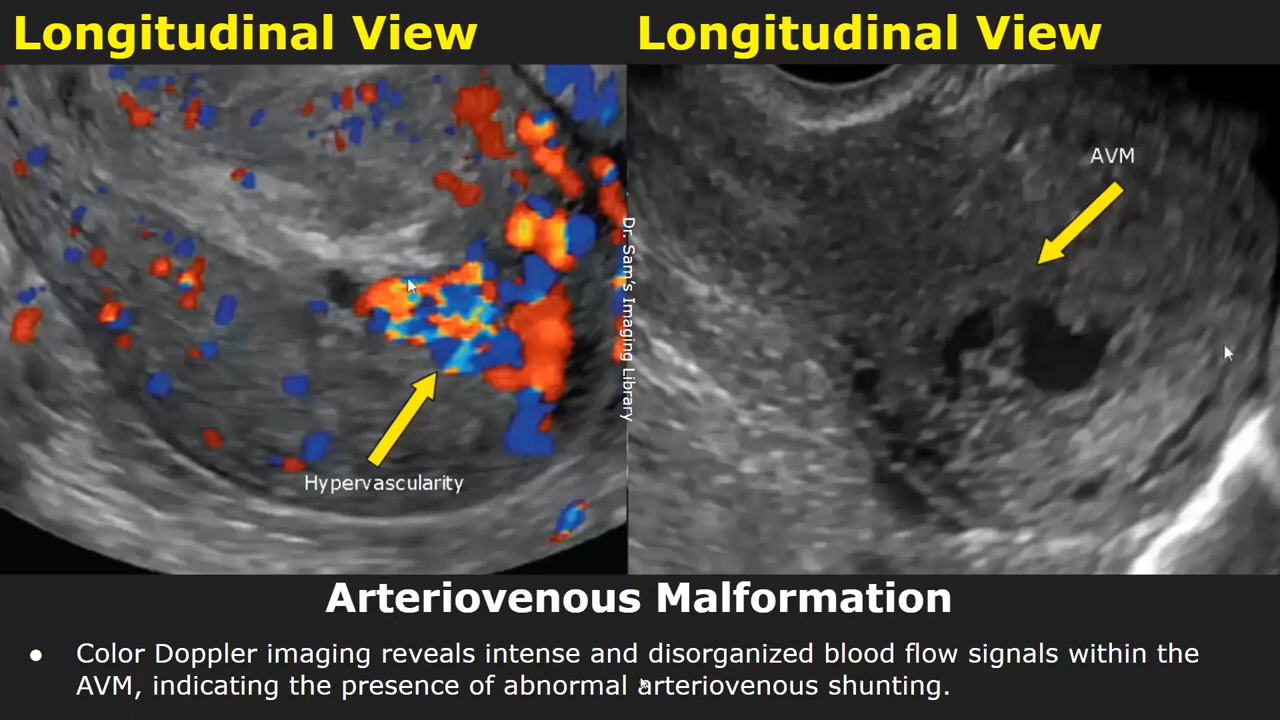 Longitudinal View
Longitudinal View
AVM
Dr. Sam's Imaging Library
Hypervascularity
Arteriovenous Malformation
● Color Doppler imaging reveals intense and disorganized blood flow signals within the
AVM, indicating the presence of abnormal arteriovenous shunting.